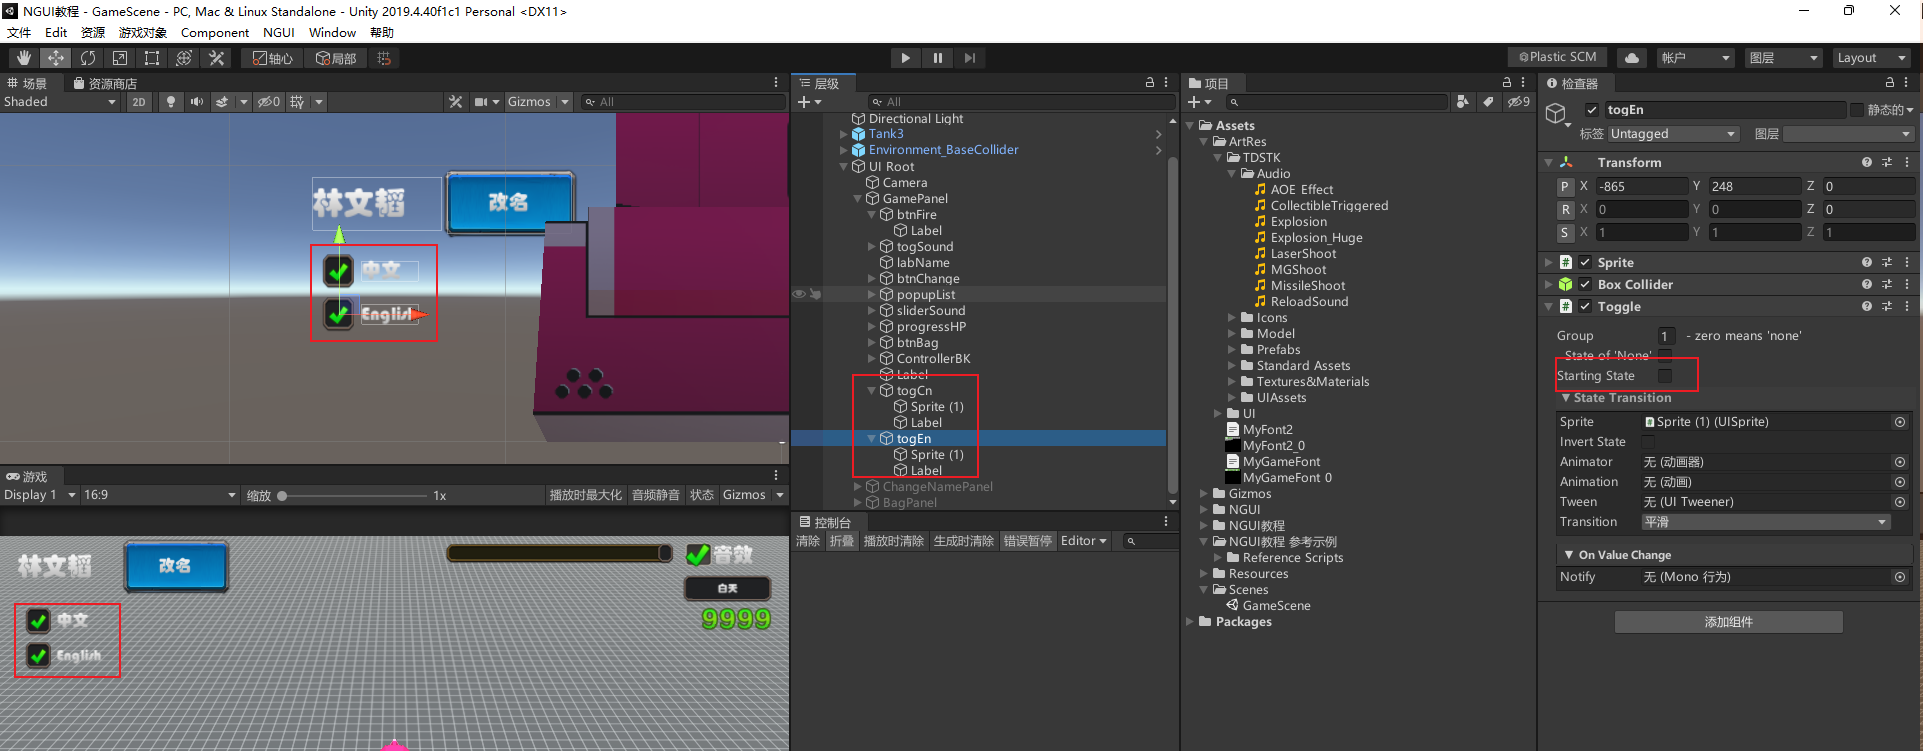 NGUI教程 - GameScene - PC, Mac & Linux Standalone - Unity 2019.4.40f1c1 Personal <DX11>
文件 Edit 资源 游戏对象 Component NGUI Window 帮助
轴心 局部
Plastic SCM 帐户 图层 Layout
场景 资源商店
Shaded 2D 0 Gizmos All
林文韬
改名
中文
English
游戏
Display 1 16:9 缩放 1x 播放时最大化 音频静音 状态 Gizmos
林文韬 改名 音效
白天
中文 9999
English
层级
All
Directional Light
Tank3
Environment_BaseCollider
UI Root
Camera
GamePanel
btnFire
Label
togSound
labName
btnChange
popupList
sliderSound
progressHP
btnBag
ControllerBK
Label
togCn
Sprite (1)
Label
togEn
Sprite (1)
Label
ChangeNamePanel
BagPanel
控制台
清除 折叠 播放时清除 生成时清除 错误暂停 Editor
项目
9
Assets
ArtRes
TDSTK
Audio
AOE Effect
CollectibleTriggered
Explosion
Explosion_Huge
LaserShoot
MGShoot
MissileShoot
ReloadSound
Icons
Model
Prefabs
Standard Assets
Textures&Materials
UIAssets
UI
MyFont2
MyFont2_0
MyGameFont
MyGameFont 0
Gizmos
NGUI
NGUI教程
NGUI教程 参考示例
Reference Scripts
Resources
Scenes
GameScene
Packages
检查器
togEn 静态的
标签 Untagged 图层
Transform
P X -865 Y 248 Z 0
R X 0 Y 0 Z 0
S X 1 Y 1 Z 1
Sprite
Box Collider
Toggle
Group 1 - zero means 'none'
State of 'None'
Starting State
State Transition
Sprite Sprite (1) (UISprite)
Invert State
Animator 无 (动画器)
Animation 无 (动画)
Tween 无 (UI Tweener)
Transition 平滑
On Value Change
Notify 无 (Mono 行为)
添加组件